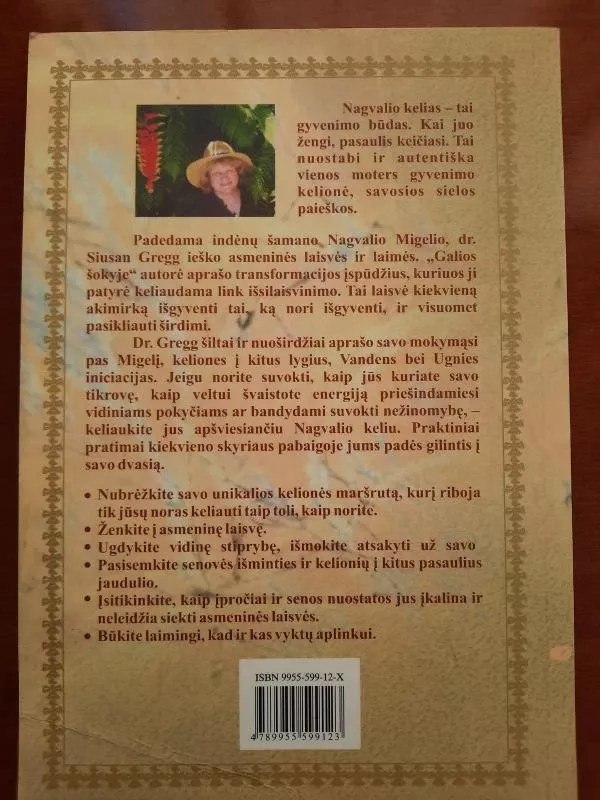 Nagvalio kelias – tai
gyvenimo būdas. Kai juo
žengi, pasaulis keičiasi. Tai
nuostabi ir autentiška
vienos moters gyvenimo
kelionė, savosios sielos
paieškos.
Padedama indėnų šamano Nagvalio Migelio, dr.
Siusan Gregg ieško asmeninės laisvės ir laimės. „Galios
šokyje“ autorė aprašo transformacijos įspūdžius, kuriuos ji
patyrė keliaudama link išsilaisvinimo. Tai laisvė kiekvieną
akimirką išgyventi tai, ką nori išgyventi, ir visuomet
pasikliauti širdimi.
Dr. Gregg šiltai ir nuoširdžiai aprašo savo mokymąsi
pas Migelį, keliones į kitus lygius, Vandens bei Ugnies
iniciacijas. Jeigu norite suvokti, kaip jūs kuriate savo
tikrovę, kaip veltui švaistote energiją priešindamiesi
vidiniams pokyčiams ar bandydami suvokti nežinomybę, –
keliaukite jus apšviesiančiu Nagvalio keliu. Praktiniai
pratimai kiekvieno skyriaus pabaigoje jums padės gilintis į
savo dvasią.
• Nubrėžkite savo unikalios kelionės maršrutą, kurį riboja
tik jūsų noras keliauti taip toli, kaip norite.
• Ženkite į asmeninę laisvę.
• Ugdykite vidinę stiprybę, išmokite atsakyti už savo
• Pasisemkite senovės išminties ir kelionių į kitus pasaulius
jaudulio.
• Įsitikinkite, kaip įpročiai ir senos nuostatos jus įkalina ir
neleidžia siekti asmeninės laisvės.
• Būkite laimingi, kad ir kas vyktų aplinkui.
ISBN 9955-599-12-X
4 789955 599123